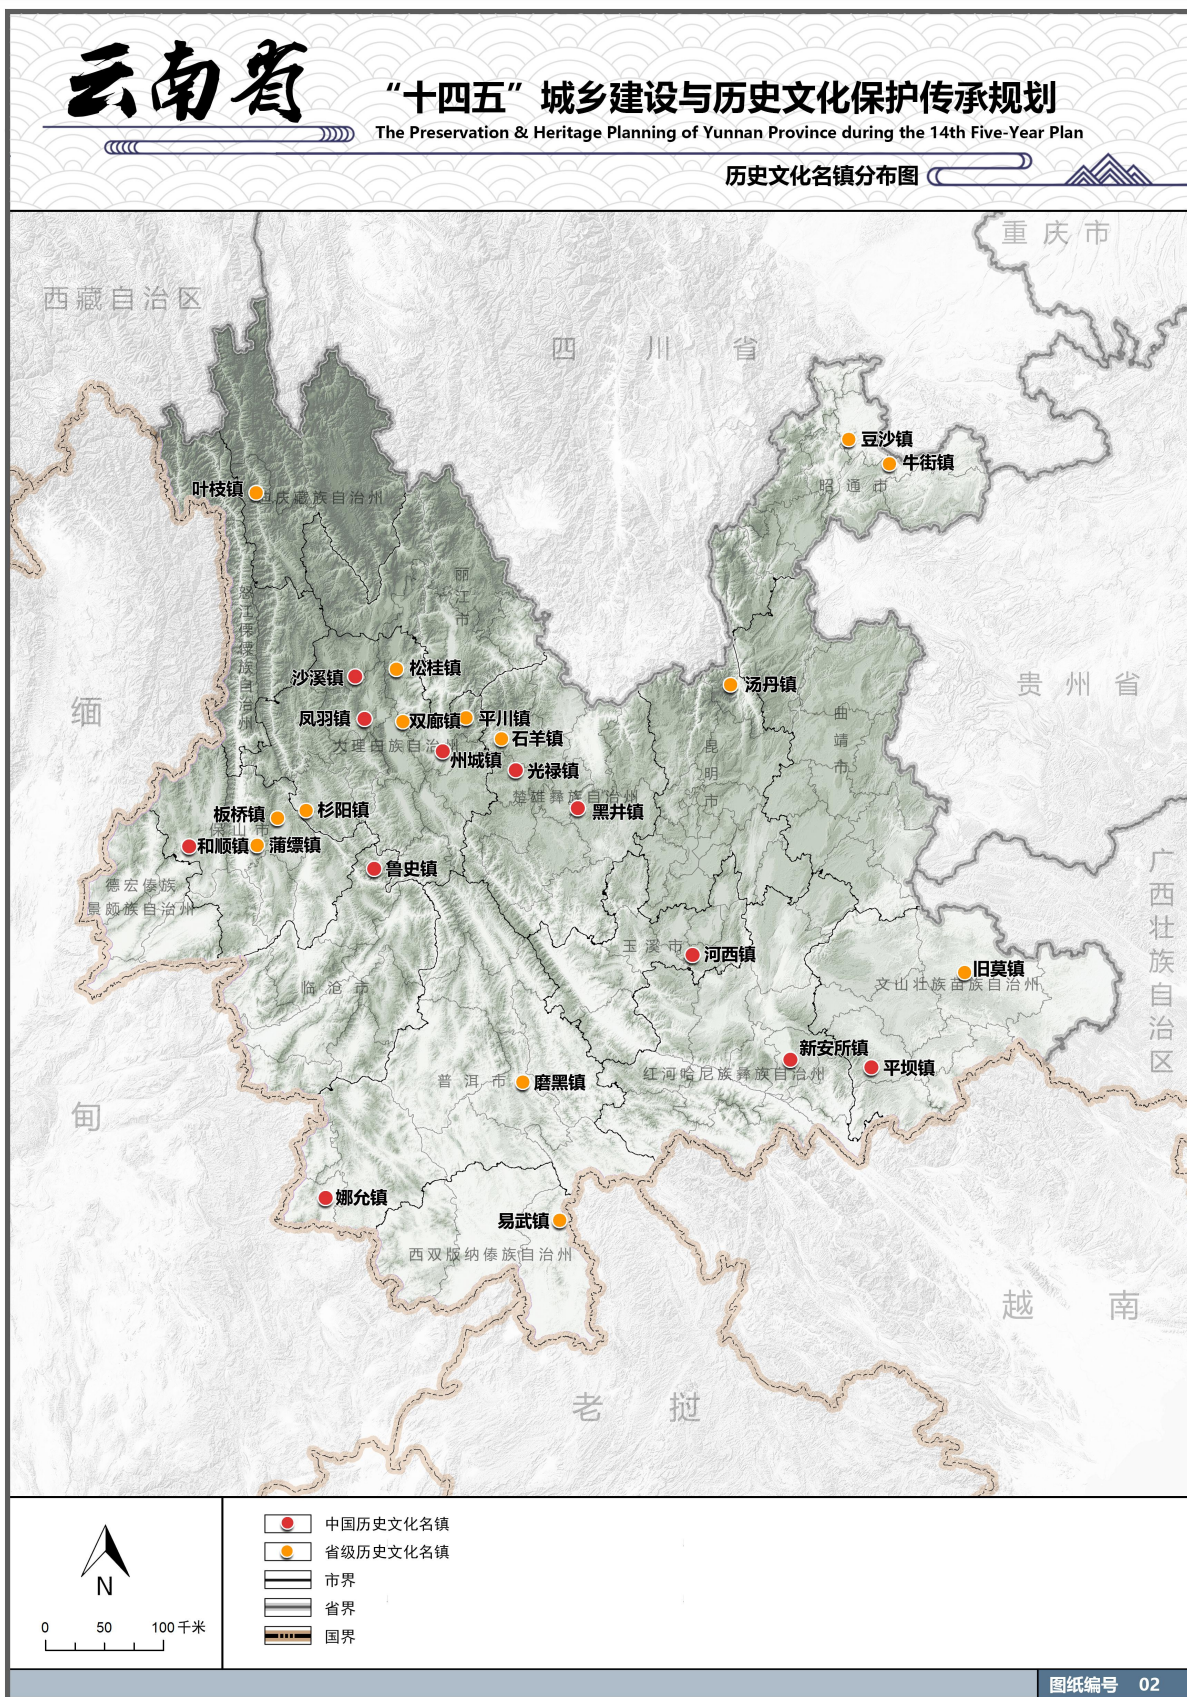 云南省
“十四五”城乡建设与历史文化保护传承规划
The Preservation & Heritage Planning of Yunnan Province during the 14th Five-Year Plan
历史文化名镇分布图
重庆市
西藏自治区
四川省
豆沙镇
牛街镇
昭通市
叶枝镇
迪庆藏族自治州
丽江市
怒江傈僳族自治州
松桂镇
沙溪镇
汤丹镇
贵州省
缅
凤羽镇
双廊镇
平川镇
曲靖市
石羊镇
大理白族自治州
昆明市
州城镇
光禄镇
楚雄彝族自治州
黑井镇
杉阳镇
板桥镇
保山市
和顺镇
蒲缥镇
鲁史镇
广西壮族自治区
德宏傣族
景颇族自治州
玉溪市
河西镇
旧莫镇
文山壮族苗族自治州
临沧市
新安所镇
平坝镇
红河哈尼族彝族自治州
普洱市
磨黑镇
甸
娜允镇
易武镇
西双版纳傣族自治州
越南
老挝
中国历史文化名镇
省级历史文化名镇
市界
省界
国界
N
0 50 100千米
图纸编号 02